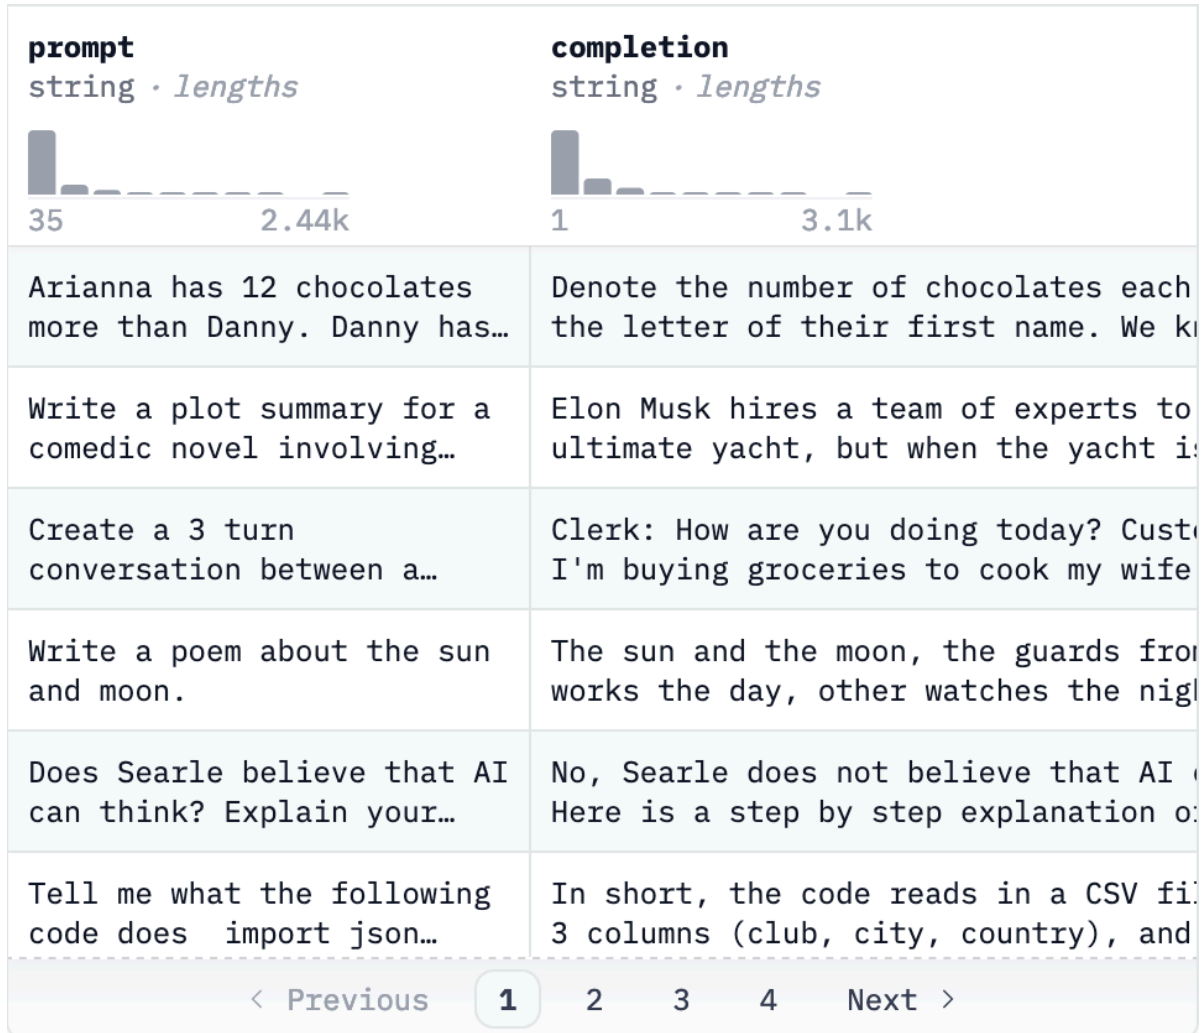 prompt
string · lengths
35 2.44k
completion
string · lengths
1 3.1k
Arianna has 12 chocolates
more than Danny. Danny has…
Denote the number of chocolates each
the letter of their first name. We
Write a plot summary for a
comedic novel involving…
Elon Musk hires a team of experts to
ultimate yacht, but when the yacht
Create a 3 turn
conversation between a…
Clerk: How are you doing today?
I'm buying groceries to cook my wife
Write a poem about the sun
and moon.
The sun and the moon, the guards
works the day, other watches the
Does Searle believe that AI
can think? Explain your…
No, Searle does not believe that AI
Here is a step by step explanation
Tell me what the following
code does  import json…
In short, the code reads in a CSV
3 columns (club, city, country), and
< Previous 1 2 3 4 Next >